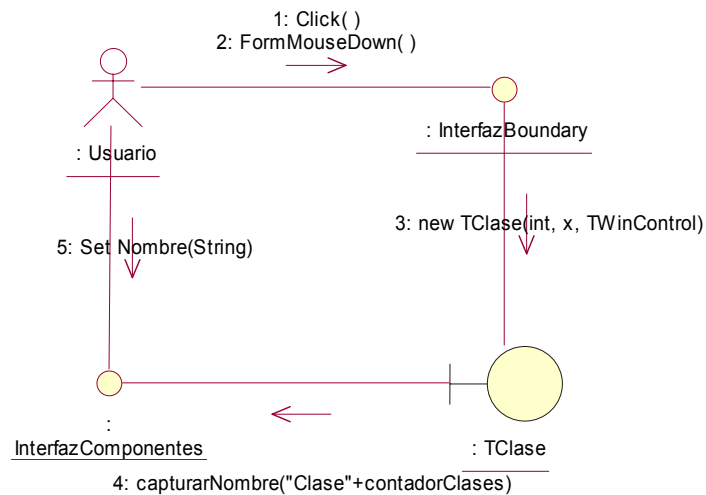 1: Click( )
2: FormMouseDown( )
: Usuario
: InterfazBoundary
3: new TClase(int, x, TWinControl)
5: Set Nombre(String)
:
InterfazComponentes
: TClase
4: capturarNombre("Clase"+contadorClases)